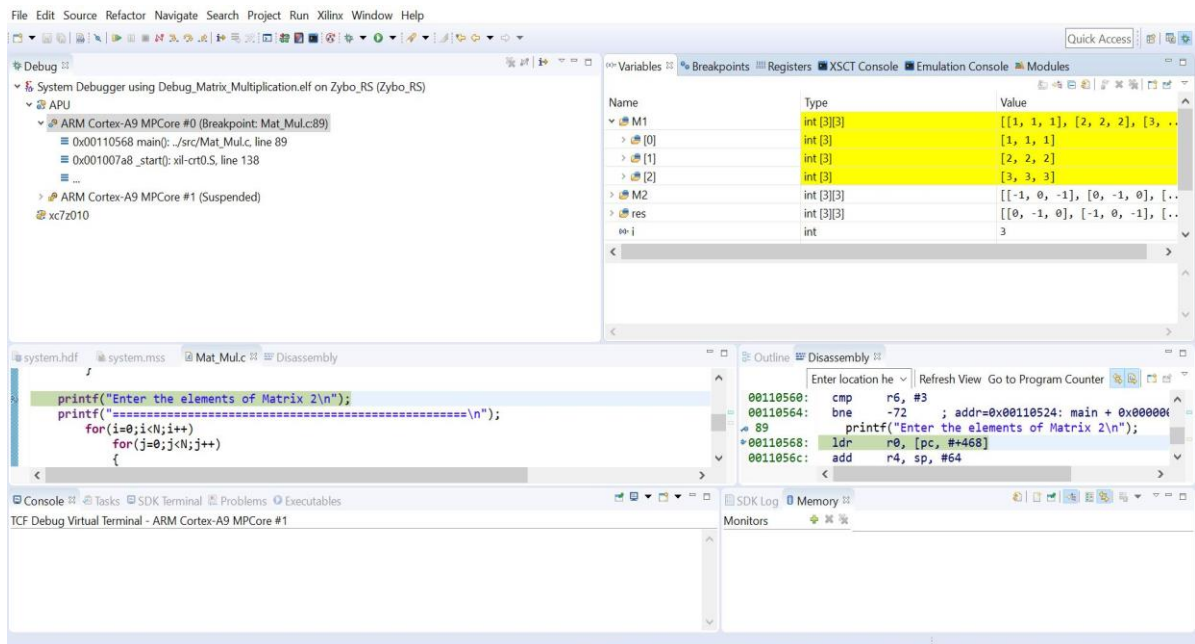 File Edit Source Refactor Navigate Search Project Run Xilinx Window Help
Quick Access
Debug
System Debugger using Debug_Matrix_Multiplication.elf on Zybo_RS (Zybo_RS)
APU
ARM Cortex-A9 MPCore #0 (Breakpoint: Mat_Mul.c:89)
0x00110568 main(): ../src/Mat_Mul.c, line 89
0x001007a8 _start(): xil-crt0.S, line 138
...
ARM Cortex-A9 MPCore #1 (Suspended)
xc7z010
Variables Breakpoints Registers XSCT Console Emulation Console Modules
Name Type Value
M1 int [3][3] [[1, 1, 1], [2, 2, 2], [3, ..
[0] int [3] [1, 1, 1]
[1] int [3] [2, 2, 2]
[2] int [3] [3, 3, 3]
M2 int [3][3] [[-1, 0, -1], [0, -1, 0], [..
res int [3][3] [[0, -1, 0], [-1, 0, -1], [..
i int 3
system.hdf system.mss Mat_Mul.c Disassembly
}
printf("Enter the elements of Matrix 2\n");
printf("=====================================================\n");
for(i=0;i<N;i++)
for(j=0;j<N;j++)
{
Outline Disassembly
Enter location he Refresh View Go to Program Counter
00110560: cmp r6, #3
00110564: bne -72 ; addr=0x00110524: main + 0x000000
89 printf("Enter the elements of Matrix 2\n");
00110568: ldr r0, [pc, #+468]
0011056c: add r4, sp, #64
Console Tasks SDK Terminal Problems Executables
TCF Debug Virtual Terminal - ARM Cortex-A9 MPCore #1
SDK Log Memory
Monitors